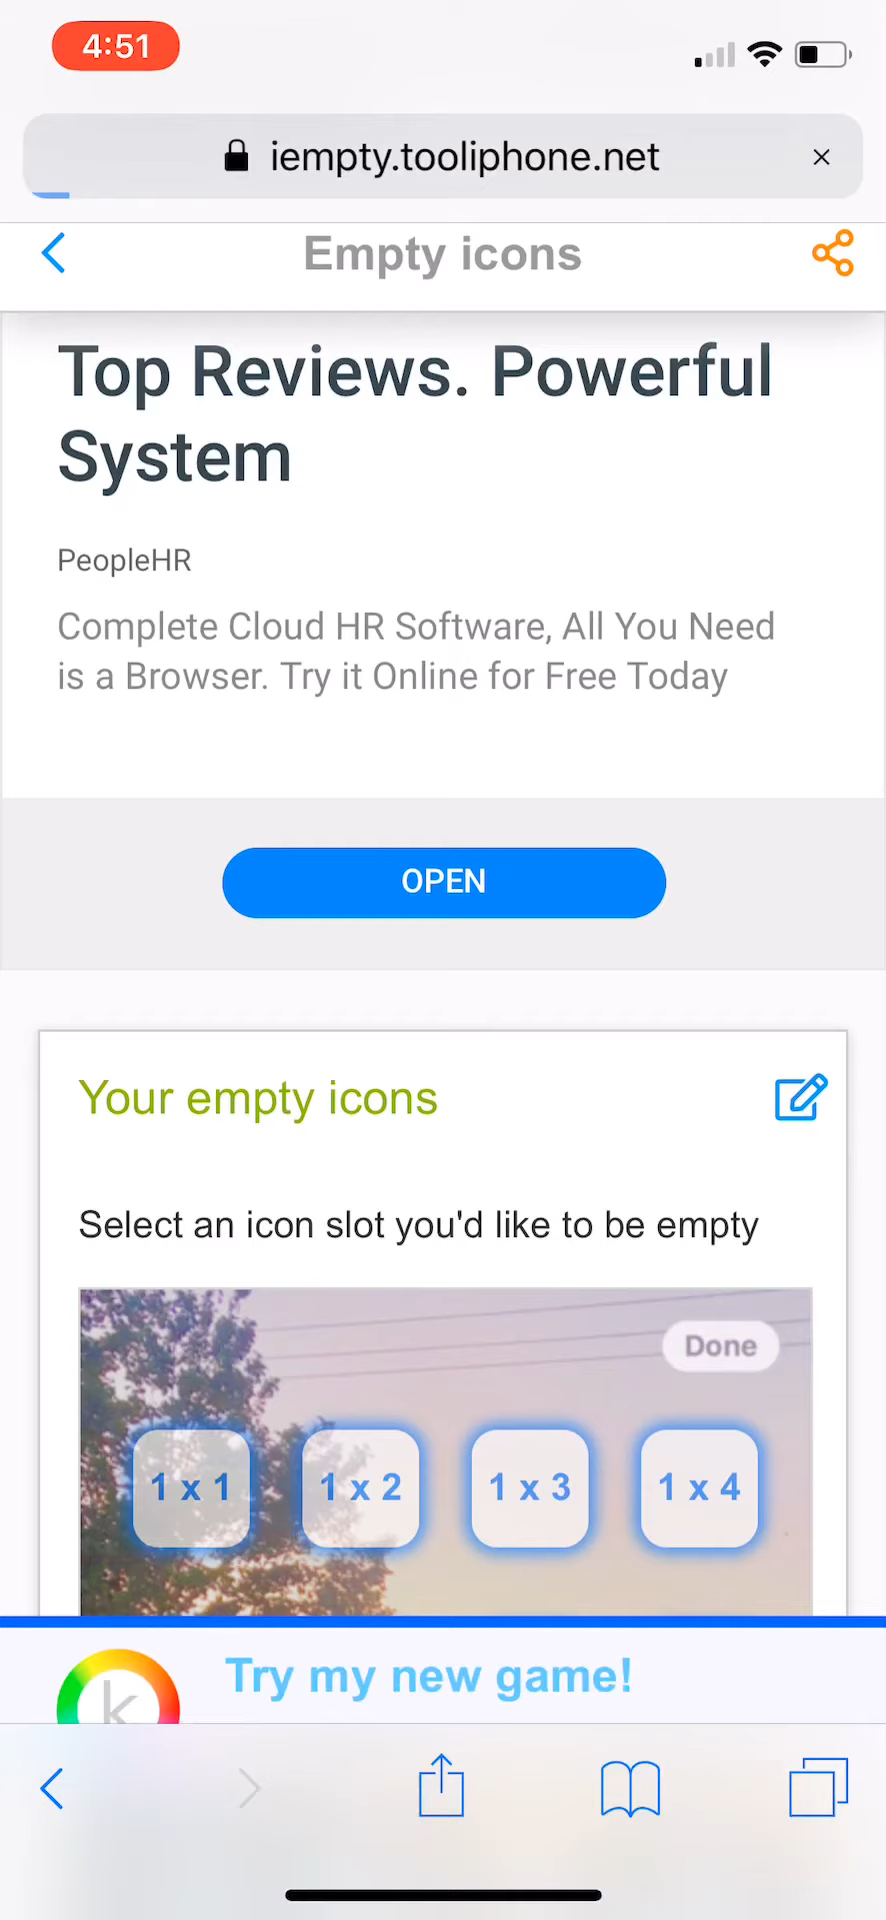 4:51
iempty.tooliphone.net
Empty icons
Top Reviews. Powerful
System
PeopleHR
Complete Cloud HR Software, All You Need
is a Browser. Try it Online for Free Today
OPEN
Your empty icons
Select an icon slot you'd like to be empty
Done
1 x 1
1 x 2
1 x 3
1 x 4
Try my new game!
k